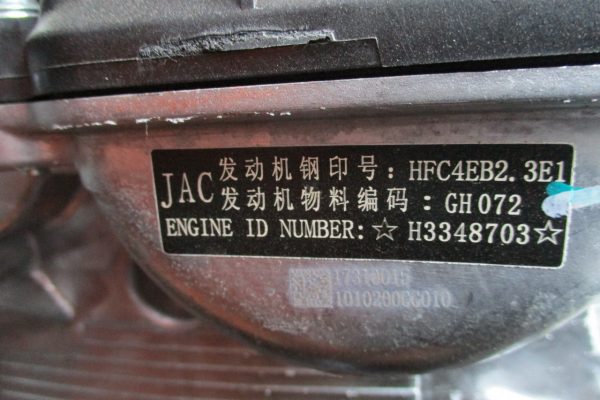 JAC
发动机钢印号: HFC4EB2.3E1
发动机物料编码: GH072
ENGINE ID NUMBER: ☆ H3348703☆
1010200GG010